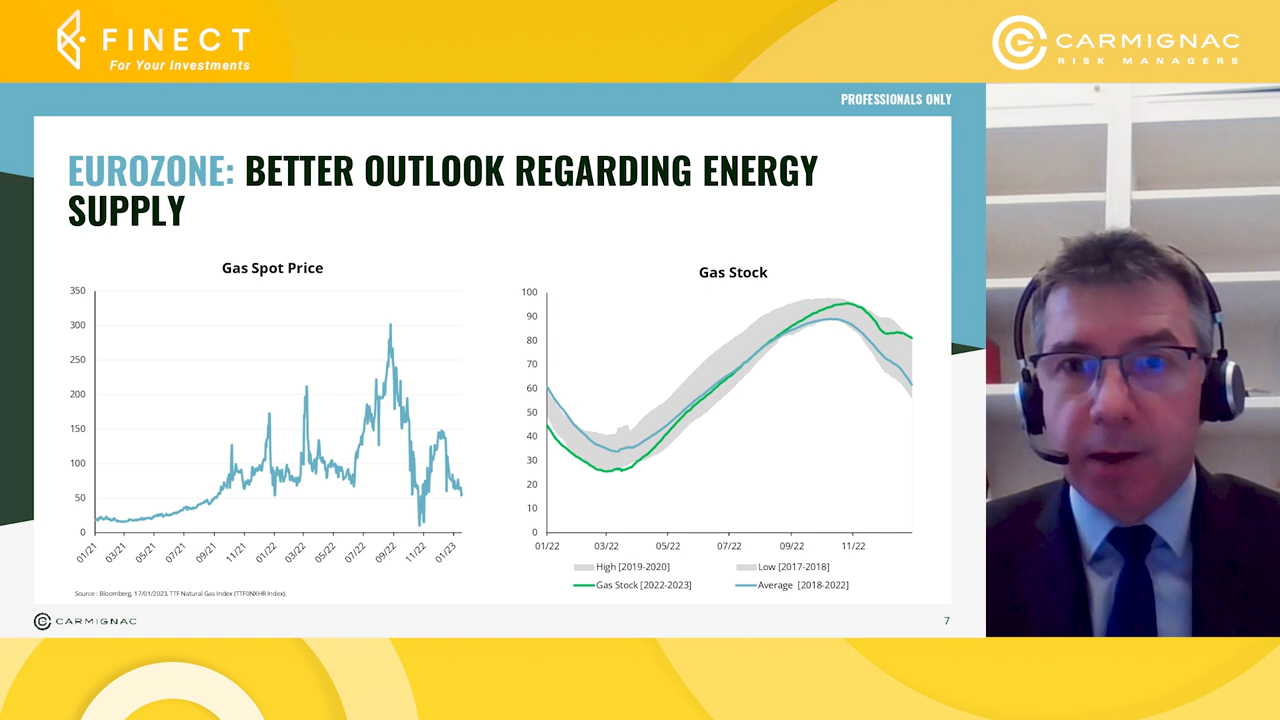 FINECT
For Your Investments
CARMIGNAC
RISK MANAGERS
PROFESSIONALS ONLY
EUROZONE: BETTER OUTLOOK REGARDING ENERGY
SUPPLY
Gas Spot Price
350
300
250
200
150
100
50
0
01/21
03/21
05/21
07/21
09/21
11/21
01/22
03/22
05/22
07/22
09/22
11/22
01/23
Source : Bloomberg, 17/01/2023, TTF Natural Gas Index (TTF0NXHR Index),
Gas Stock
100
90
80
70
60
50
40
30
20
10
0
01/22
03/22
05/22
07/22
09/22
11/22
High [2019-2020]
Low [2017-2018]
Gas Stock [2022-2023]
Average [2018-2022]
CARMIGNAC
7